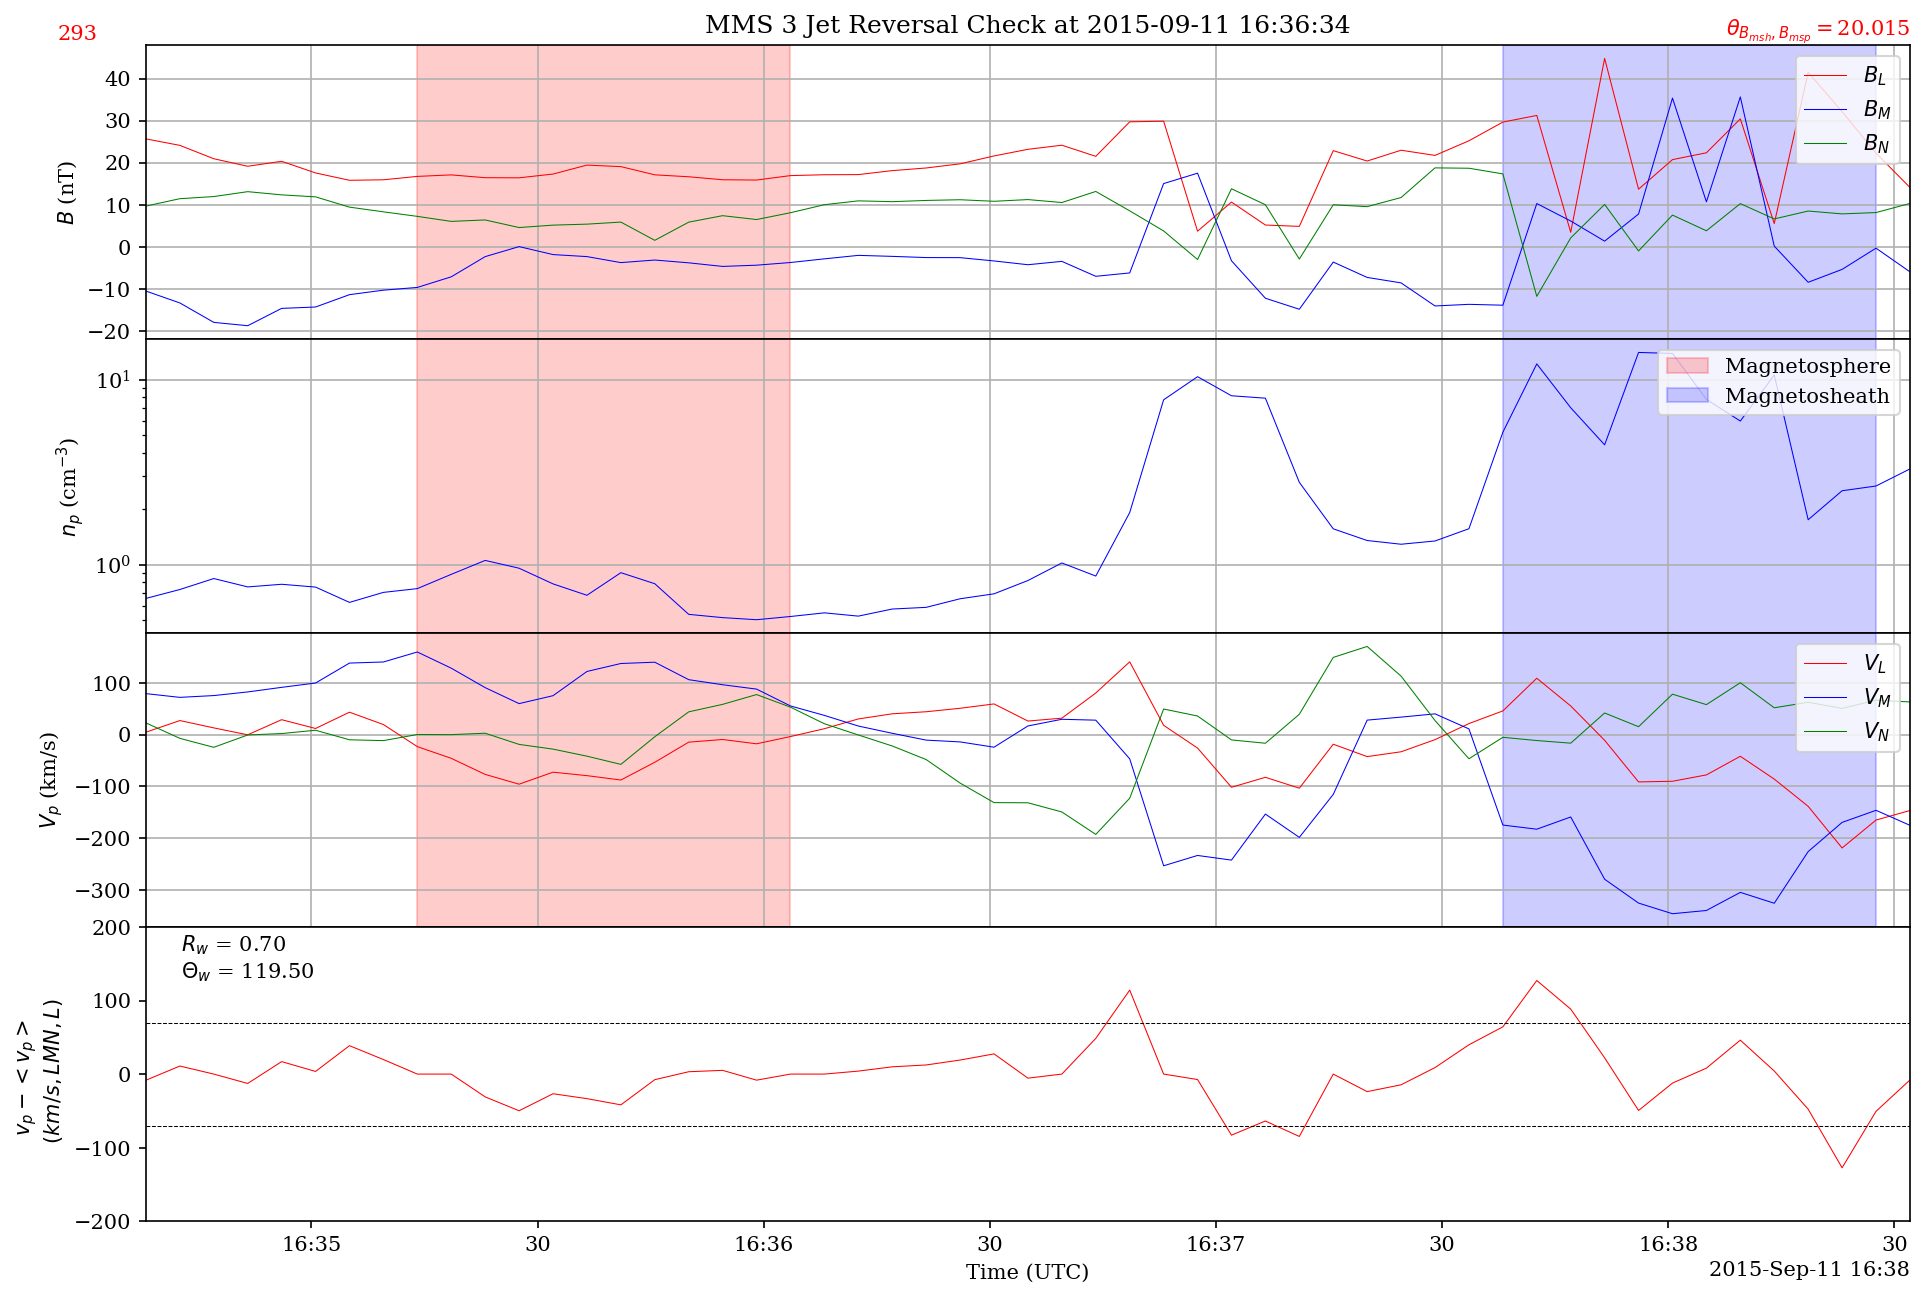 MMS 3 Jet Reversal Check at 2015-09-11 16:36:34
293
θ_{B_{msh}, B_{msp}} = 20.015
B (nT)
40
30
20
10
0
−10
−20
B_L
B_M
B_N
n_p (cm^{−3})
10^1
10^0
Magnetosphere
Magnetosheath
V_p (km/s)
100
0
−100
−200
−300
V_L
V_M
V_N
v_p − < v_p >
(km/s, LMN, L)
200
100
0
−100
−200
R_w = 0.70
Θ_w = 119.50
16:35 30 16:36 30 16:37 30 16:38 30
Time (UTC)
2015-Sep-11 16:38